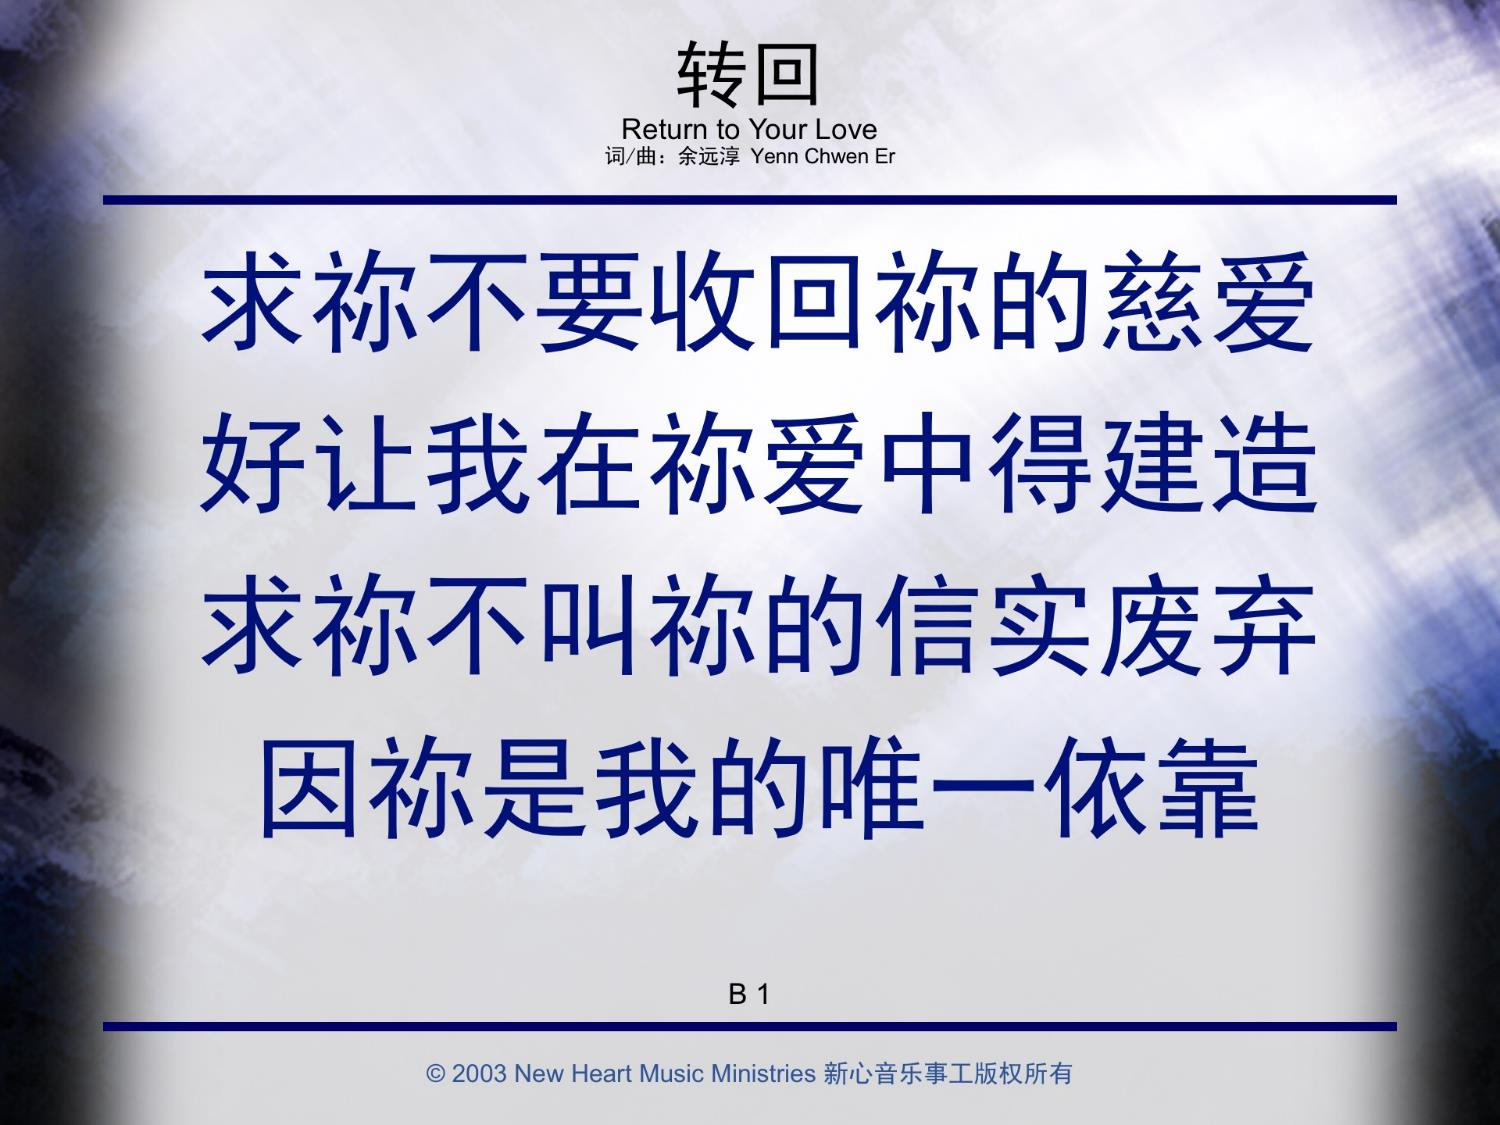 转回
Return to Your Love
词/曲：余远淳 Yenn Chwen Er
求祢不要收回祢的慈爱
好让我在祢爱中得建造
求祢不叫祢的信实废弃
因祢是我的唯一依靠
B 1
© 2003 New Heart Music Ministries 新心音乐事工版权所有